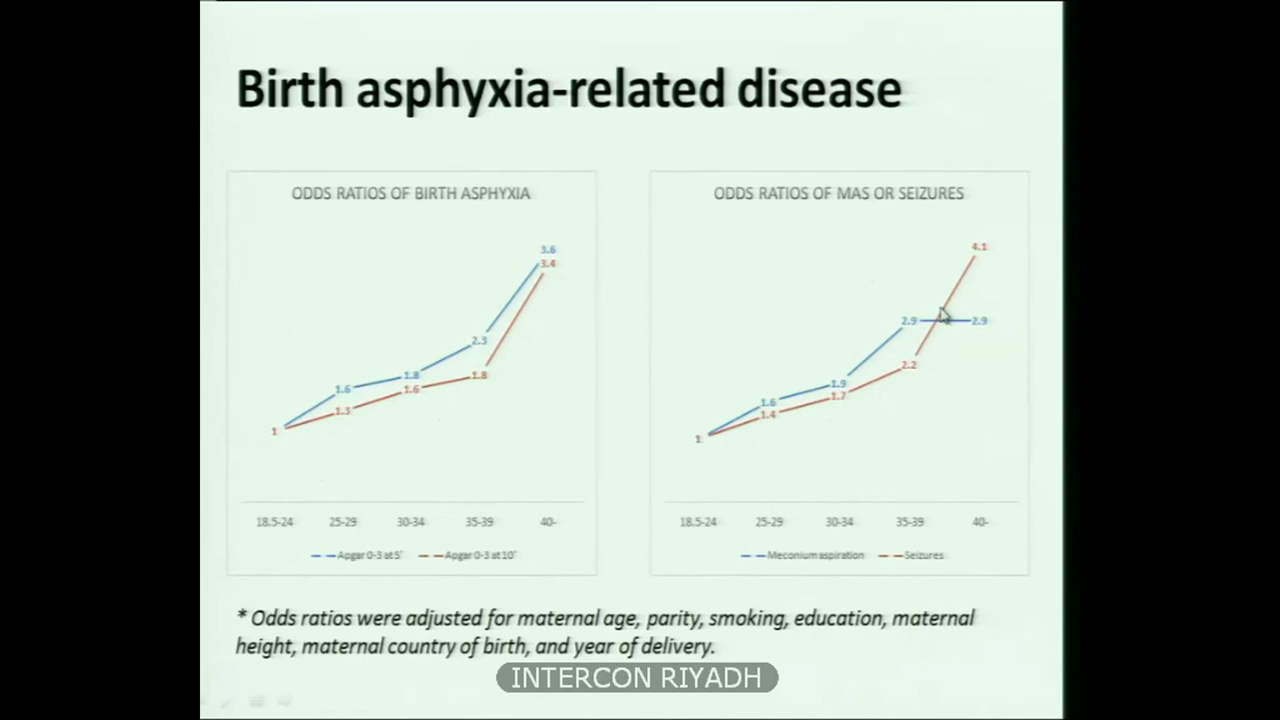 Birth asphyxia-related disease
ODDS RATIOS OF BIRTH ASPHYXIA
3.6
3.4
2.3
1.8
1.8
1.6
1.6
1.3
1
18.5-24 25-29 30-34 35-39 40-
Apgar 0-3 at 5' Apgar 0-3 at 10'
ODDS RATIOS OF MAS OR SEIZURES
4.1
2.9 2.9
2.2
1.9
1.7
1.6
1.4
1
18.5-24 25-29 30-34 35-39 40-
Meconium aspiration Seizures
* Odds ratios were adjusted for maternal age, parity, smoking, education, maternal
height, maternal country of birth, and year of delivery.
INTERCON RIYADH